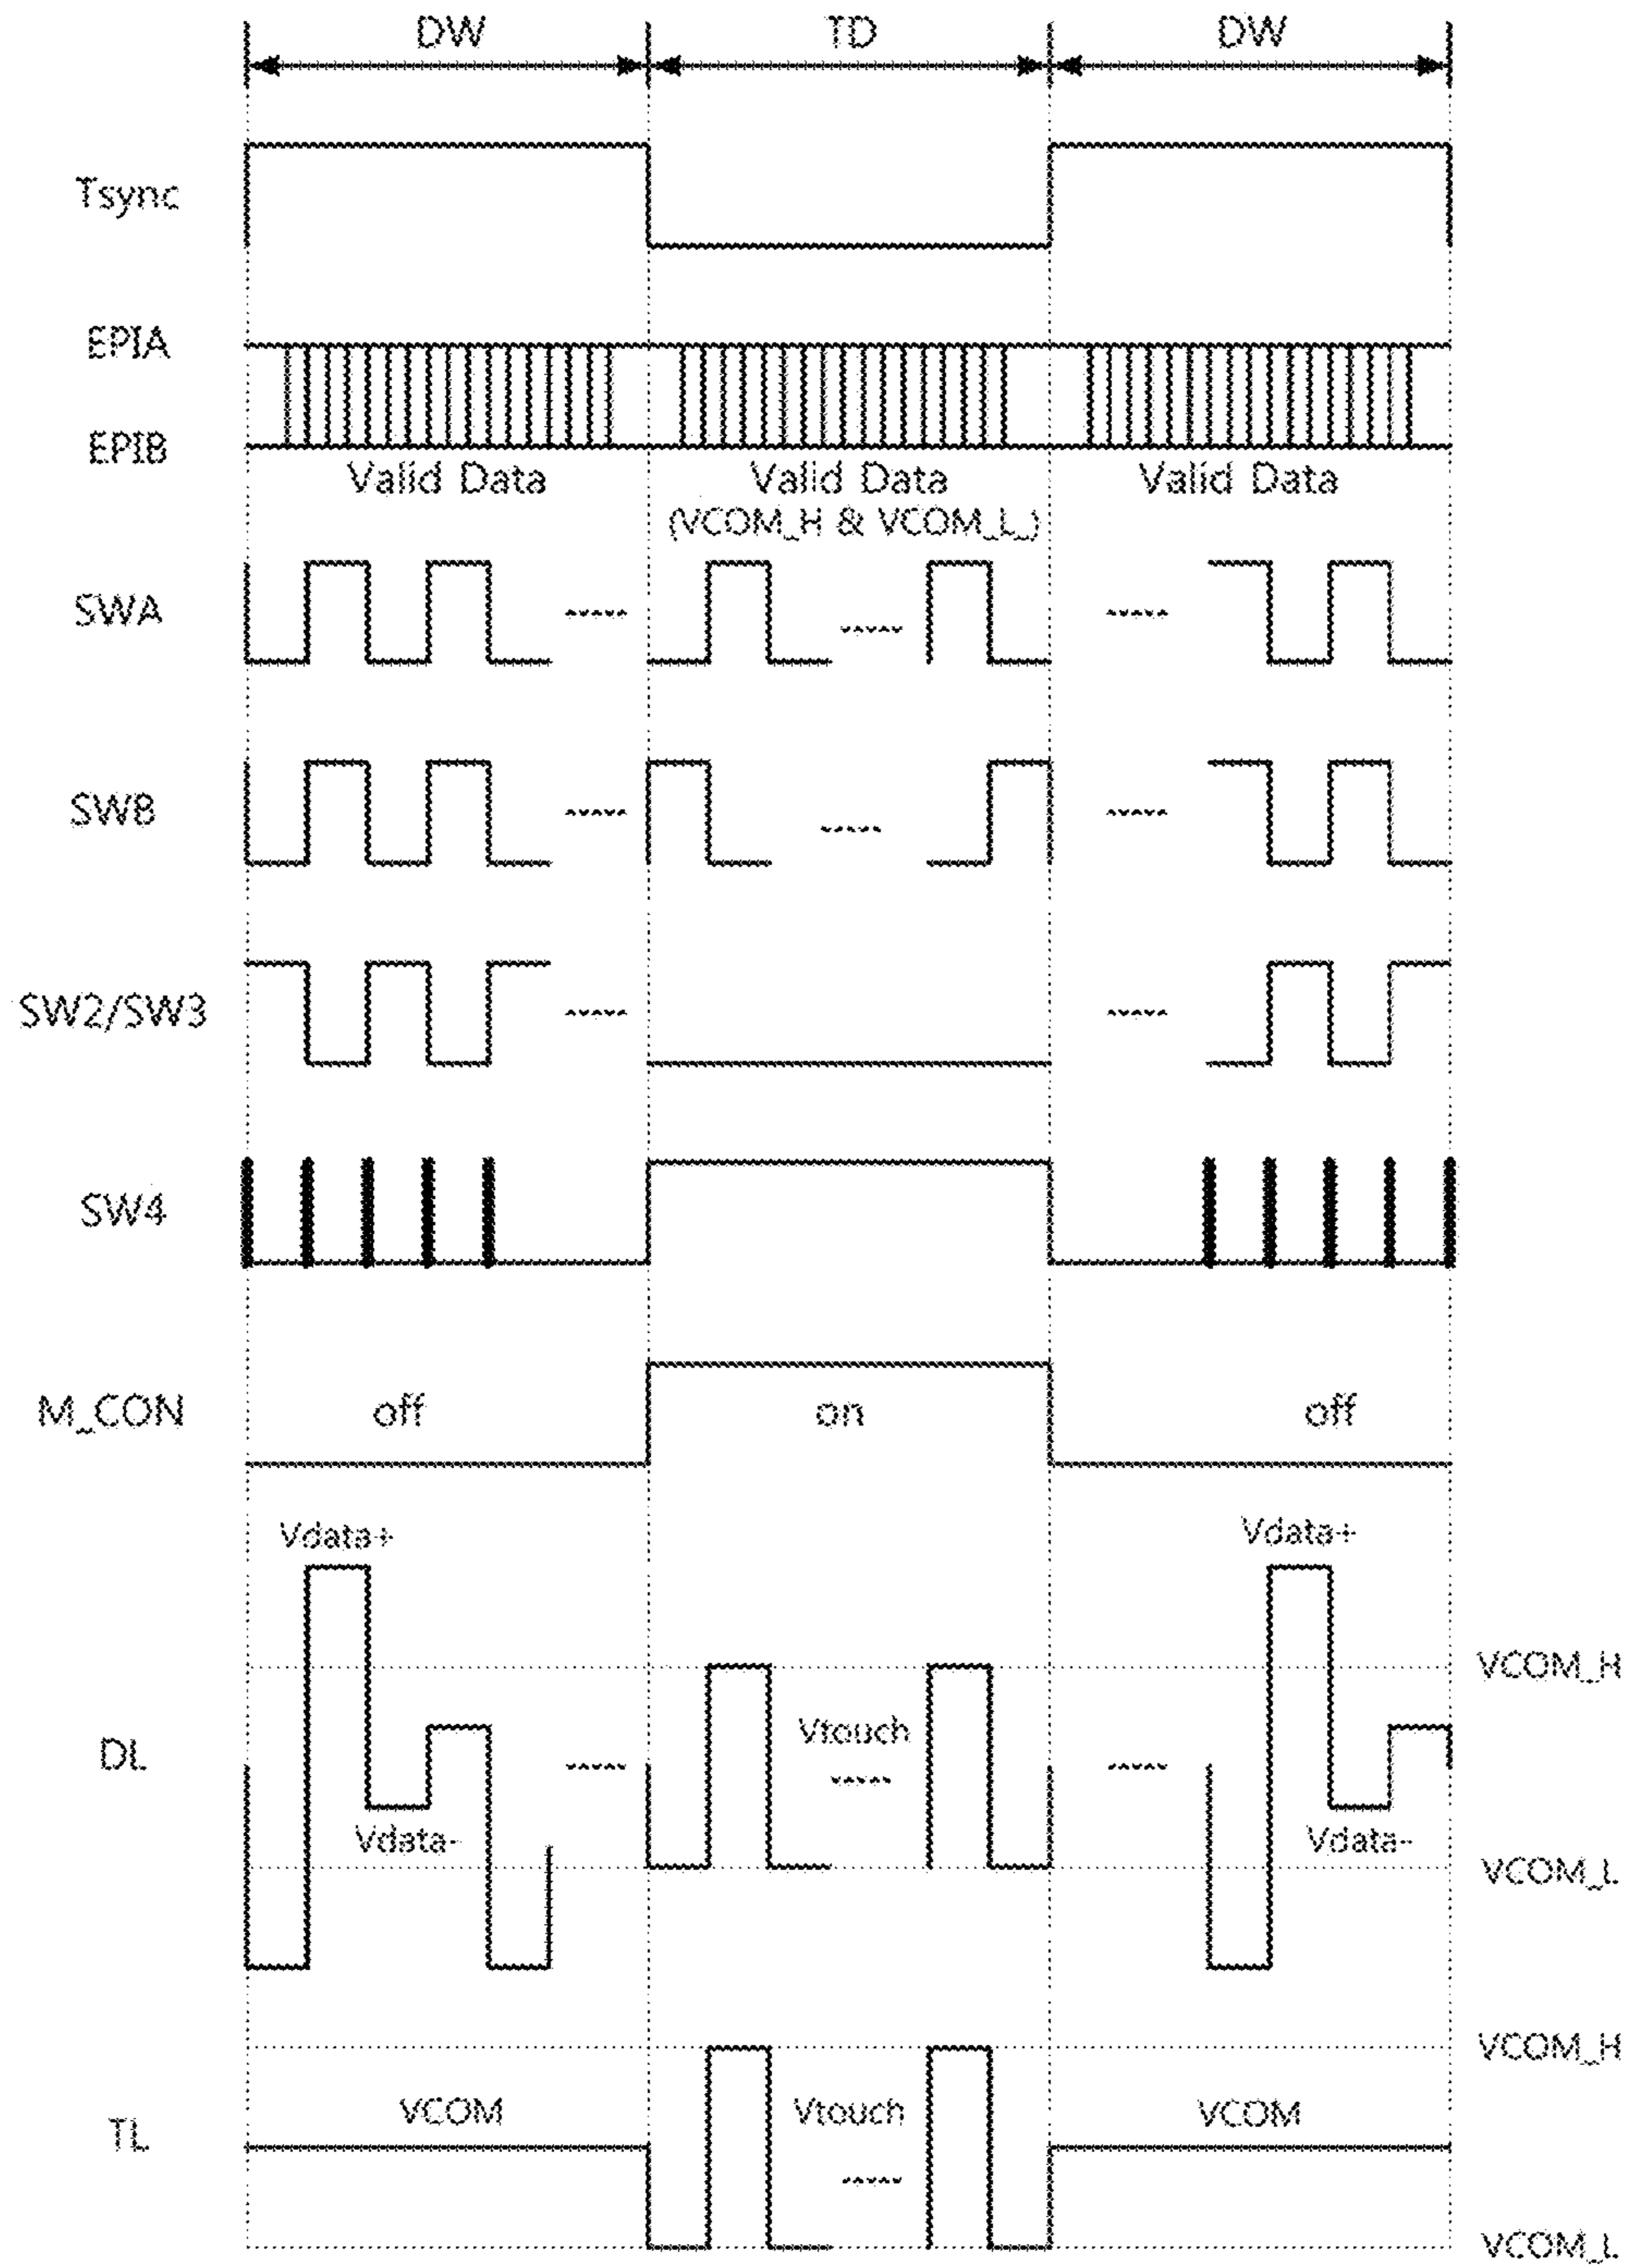 DW TD DW
Tsync
EPIA
EPIB
Valid Data Valid Data Valid Data
(VCOM_H & VCOM_L_)
SWA
SWB
SW2/SW3
SW4
M_CON off on off
Vdata+ Vdata+
VCOM_H
Vtouch
DL
Vdata- Vdata-
VCOM_L
VCOM_H
VCOM Vtouch VCOM
TL
VCOM_L